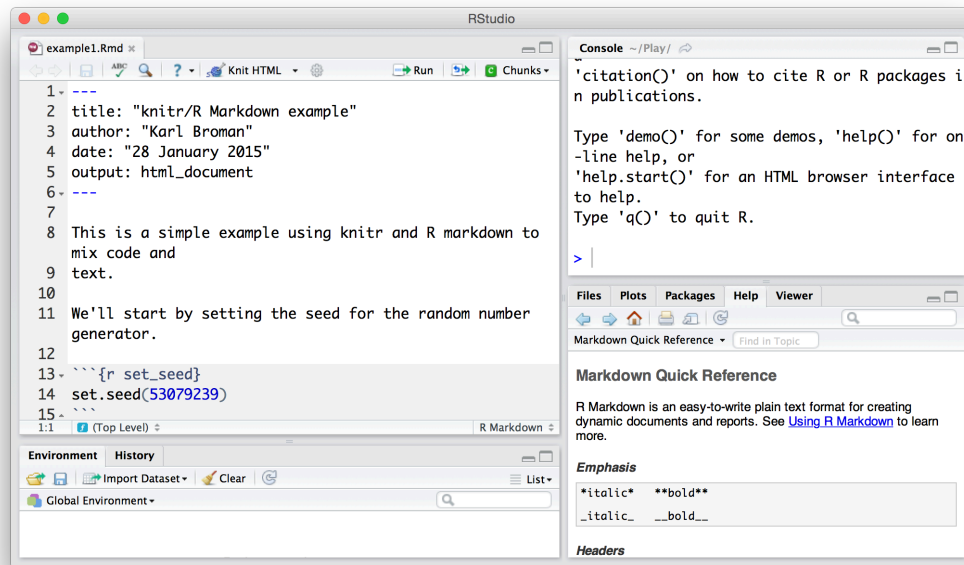 RStudio
example1.Rmd ×
ABC ? Knit HTML Run C Chunks
1 ---
2 title: "knitr/R Markdown example"
3 author: "Karl Broman"
4 date: "28 January 2015"
5 output: html_document
6 ---
7
8 This is a simple example using knitr and R markdown to
mix code and
9 text.
10
11 We'll start by setting the seed for the random number
generator.
12
13 ```{r set_seed}
14 set.seed(53079239)
15 ```
1:1 (Top Level) R Markdown
Environment History
Import Dataset Clear List
Global Environment
Console ~/Play/
'citation()' on how to cite R or R packages i
n publications.
Type 'demo()' for some demos, 'help()' for on
-line help, or
'help.start()' for an HTML browser interface
to help.
Type 'q()' to quit R.
>
Files Plots Packages Help Viewer
Markdown Quick Reference Find in Topic
Markdown Quick Reference
R Markdown is an easy-to-write plain text format for creating
dynamic documents and reports. See Using R Markdown to learn
more.
Emphasis
*italic* **bold**
_italic_ __bold__
Headers